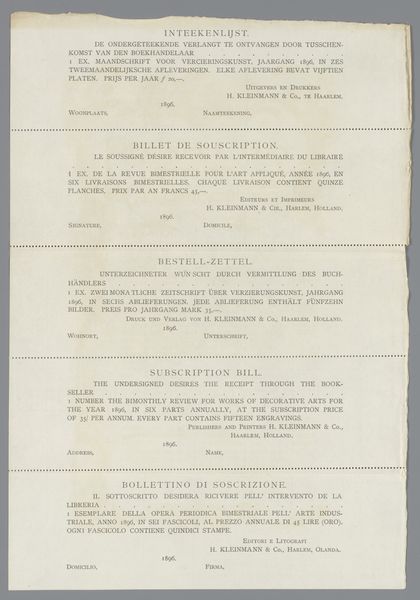 INTEEKENLIJST.
DE ONDERGETEEKENDE VERLANGT TE ONTVANGEN DOOR TUSSCHEN-
KOMST VAN DEN BOEKHANDELAAR . . . . . . . . . . . . .
1 EX. MAANDSCHRIFT VOOR VERCIERINGSKUNST, JAARGANG 1896, IN ZES
TWEEMAANDELIJKSCHE AFLEVERINGEN. ELKE AFLEVERING BEVAT VIJFTIEN
PLATEN. PRIJS PER JAAR ƒ 20,—.
UITGEVERS EN DRUKKERS
H. KLEINMANN & Co., TE HAARLEM.
1896.
WOONPLAATS, NAAMTEEKENING,
BILLET DE SOUSCRIPTION.
LE SOUSSIGNÉ DÉSIRE RECEVOIR PAR L'INTERMÉDIAIRE DU LIBRAIRE
. . . . . . . . . . . . . . . . . . . .
1 EX. DE LA REVUE BIMESTRIELLE POUR L'ART APPLIQUÉ, ANNÉE 1896, EN
SIX LIVRAISONS BIMESTRIELLES. CHAQUE LIVRAISON CONTIENT QUINZE
PLANCHES. PRIX PAR AN FRANCS 45,—.
EDITEURS ET IMPRIMEURS
H. KLEINMANN & CIE., HARLEM, HOLLAND.
1896.
SIGNATURE, DOMICILE,
BESTELL-ZETTEL.
UNTERZEICHNETER WÜNSCHT DURCH VERMITTLUNG DES BUCH-
HÄNDLERS . . . . . . . . . . . . . . . . . .
1 EX. ZWEIMONATLICHE ZEITSCHRIFT ÜBER VERZIERUNGSKUNST, JAHRGANG
1896, IN SECHS ABLIEFERUNGEN. JEDE ABLIEFERUNG ENTHÄLT FÜNFZEHN
BILDER. PREIS PRO JAHRGANG MARK 35,—.
DRUCK UND VERLAG VON H. KLEINMANN & Co., HAARLEM, HOLLAND.
1896.
WOHNORT, UNTERSCHRIFT,
SUBSCRIPTION BILL.
THE UNDERSIGNED DESIRES THE RECEIPT THROUGH THE BOOK-
SELLER . . . . . . . . . . . . . . . . . . .
1 NUMBER THE BIMONTHLY REVIEW FOR WORKS OF DECORATIVE ARTS FOR
THE YEAR 1896, IN SIX PARTS ANNUALLY, AT THE SUBSCRIPTION PRICE
OF 35/ PER ANNUM. EVERY PART CONTAINS FIFTEEN ENGRAVINGS.
PUBLISHERS AND PRINTERS H. KLEINMANN & Co.,
HAARLEM, HOLLAND.
1896.
ADDRESS, NAME,
BOLLETTINO DI SOSCRIZIONE.
IL SOTTOSCRITTO DESIDERA RICIVERE PELL' INTERVENTO DE LA
LIBRERIA . . . . . . . . . . . . . . . . . .
1 ESEMPLARE DELLA OPERA PERIODICA BIMESTRIALE PELL' ARTE INDUS-
TRIALE, ANNO 1896, IN SEI FASCICOLI, AL PREZZO ANNUALE DI 45 LIRE (ORO).
OGNI FASCICOLO CONTIENE QUINDICI STAMPE.
EDITORI E LITOGRAFI
H. KLEINMANN & Co., HARLEM, OLANDA.
1896.
DOMICILIO, FIRMA,